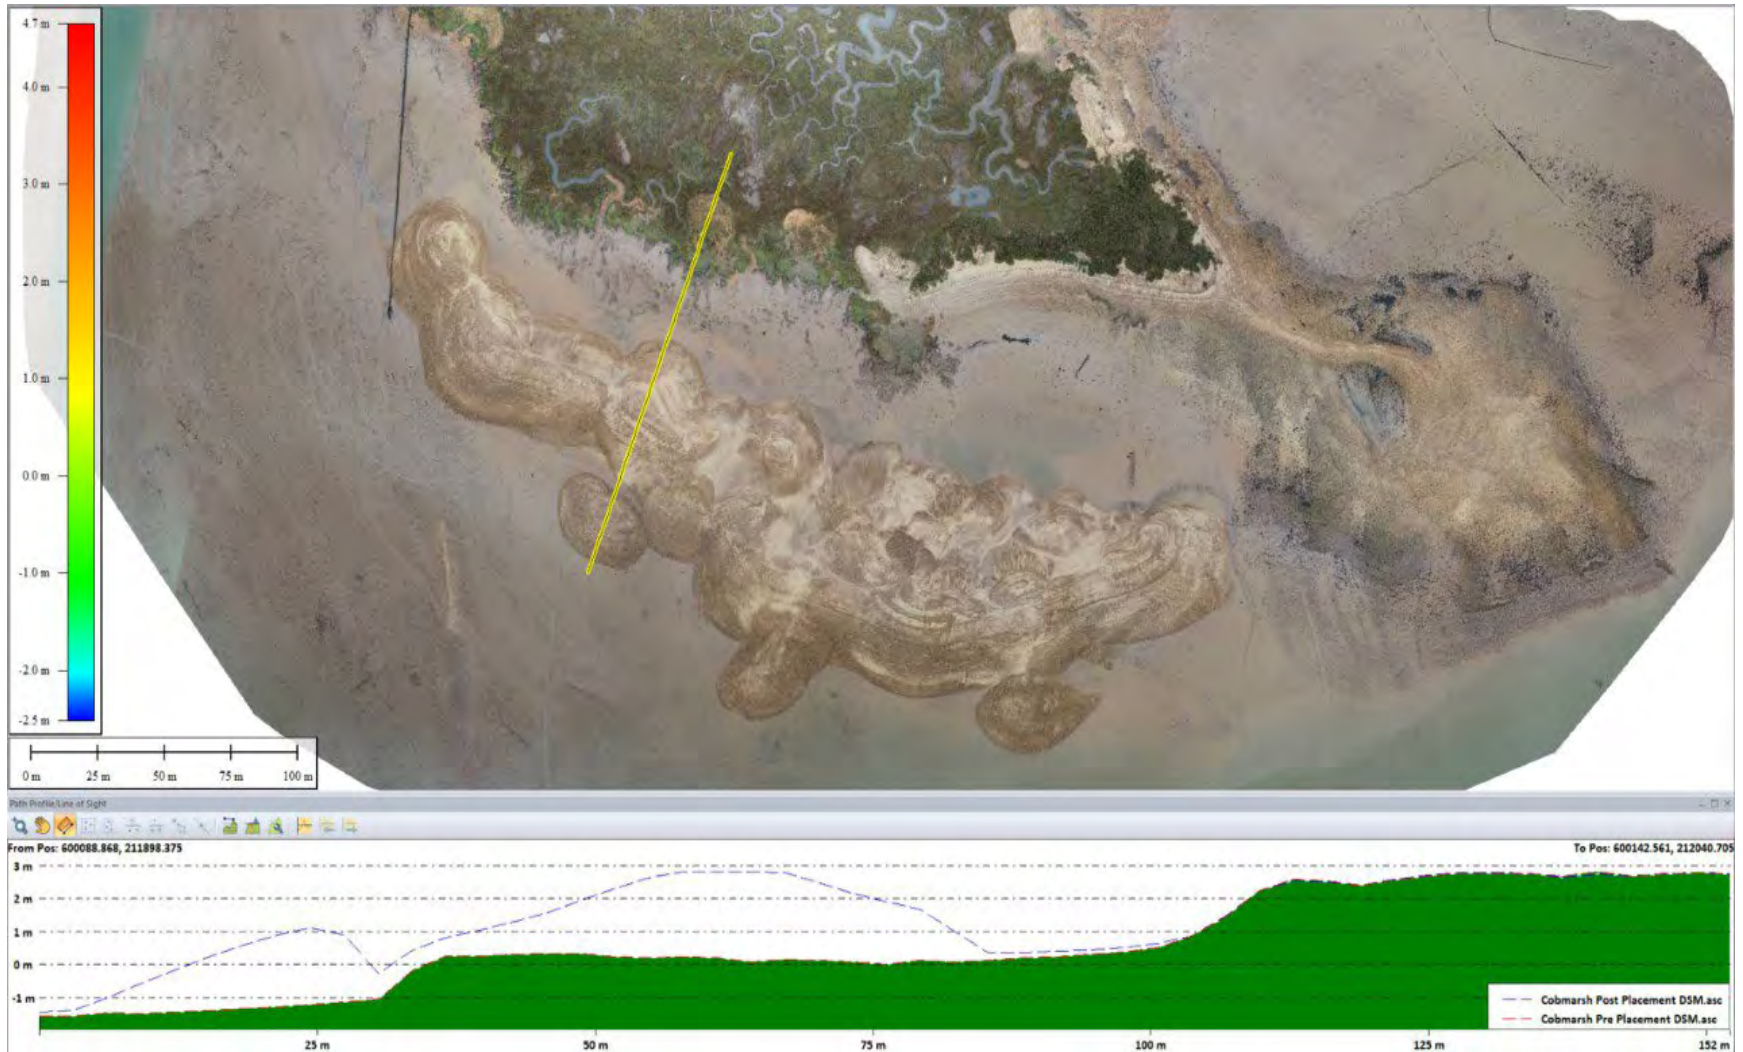 4.7 m
4.0 m
3.0 m
2.0 m
1.0 m
0.0 m
-1.0 m
-2.0 m
-2.5 m
0 m 25 m 50 m 75 m 100 m
Path Profile/Line of Sight
From Pos: 600088.868, 211898.375 To Pos: 600142.561, 212040.705
3 m
2 m
1 m
0 m
-1 m
Cobmarsh Post Placement DSM.asc
Cobmarsh Pre Placement DSM.asc
25 m 50 m 75 m 100 m 125 m 152 m